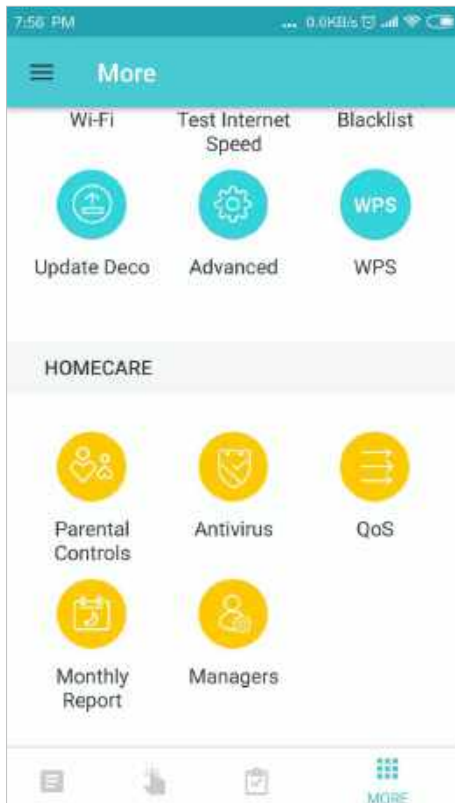 7:56 PM ... 0.0KB/s
More
Wi-Fi Test Internet Speed Blacklist
Update Deco Advanced WPS WPS
HOMECARE
Parental Controls Antivirus QoS
Monthly Report Managers
MORE